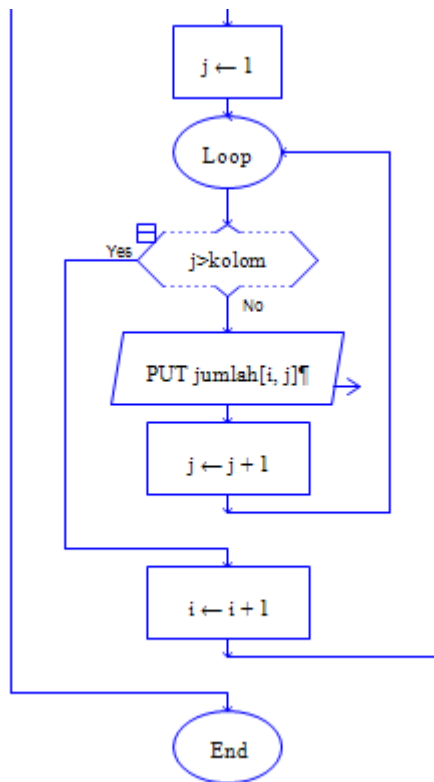 j ← 1
Loop
Yes
j>kolom
No
PUT jumlah[i, j]¶
j ← j + 1
i ← i + 1
End